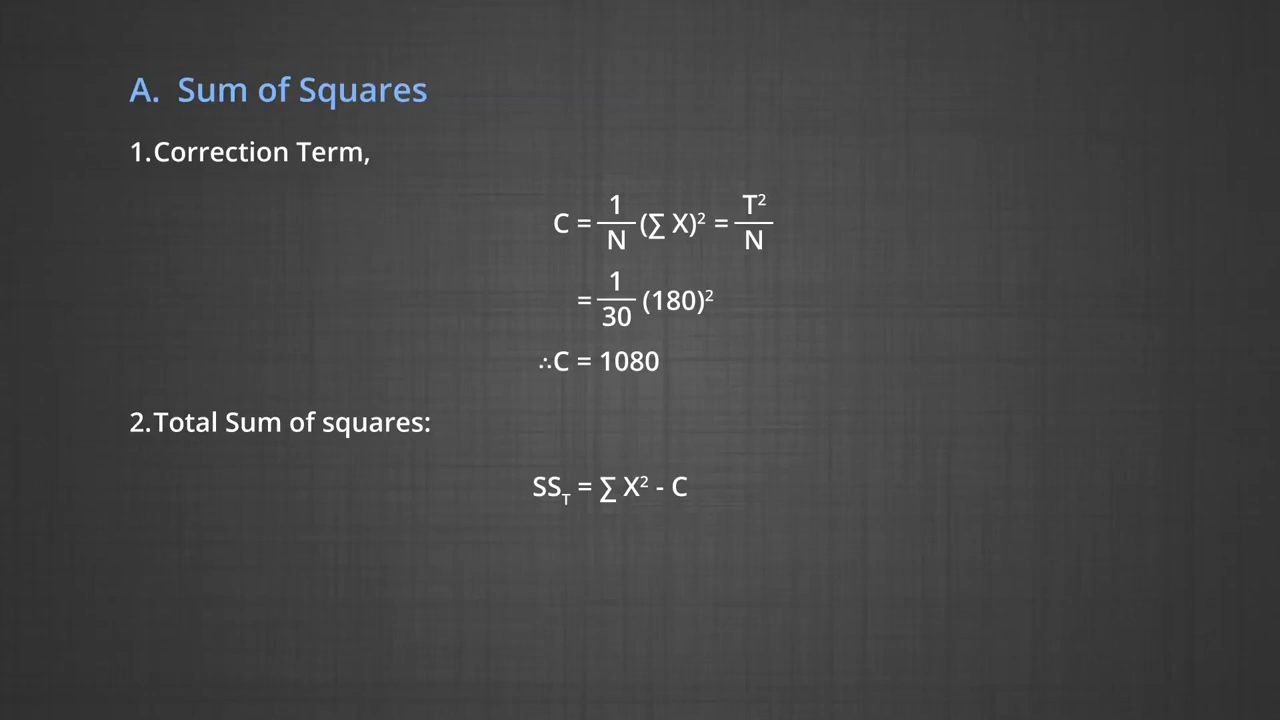 A. Sum of Squares
1.Correction Term,
C = 1/N (∑ X)² = T²/N
= 1/30 (180)²
∴C = 1080
2.Total Sum of squares:
SS_T = ∑ X² - C